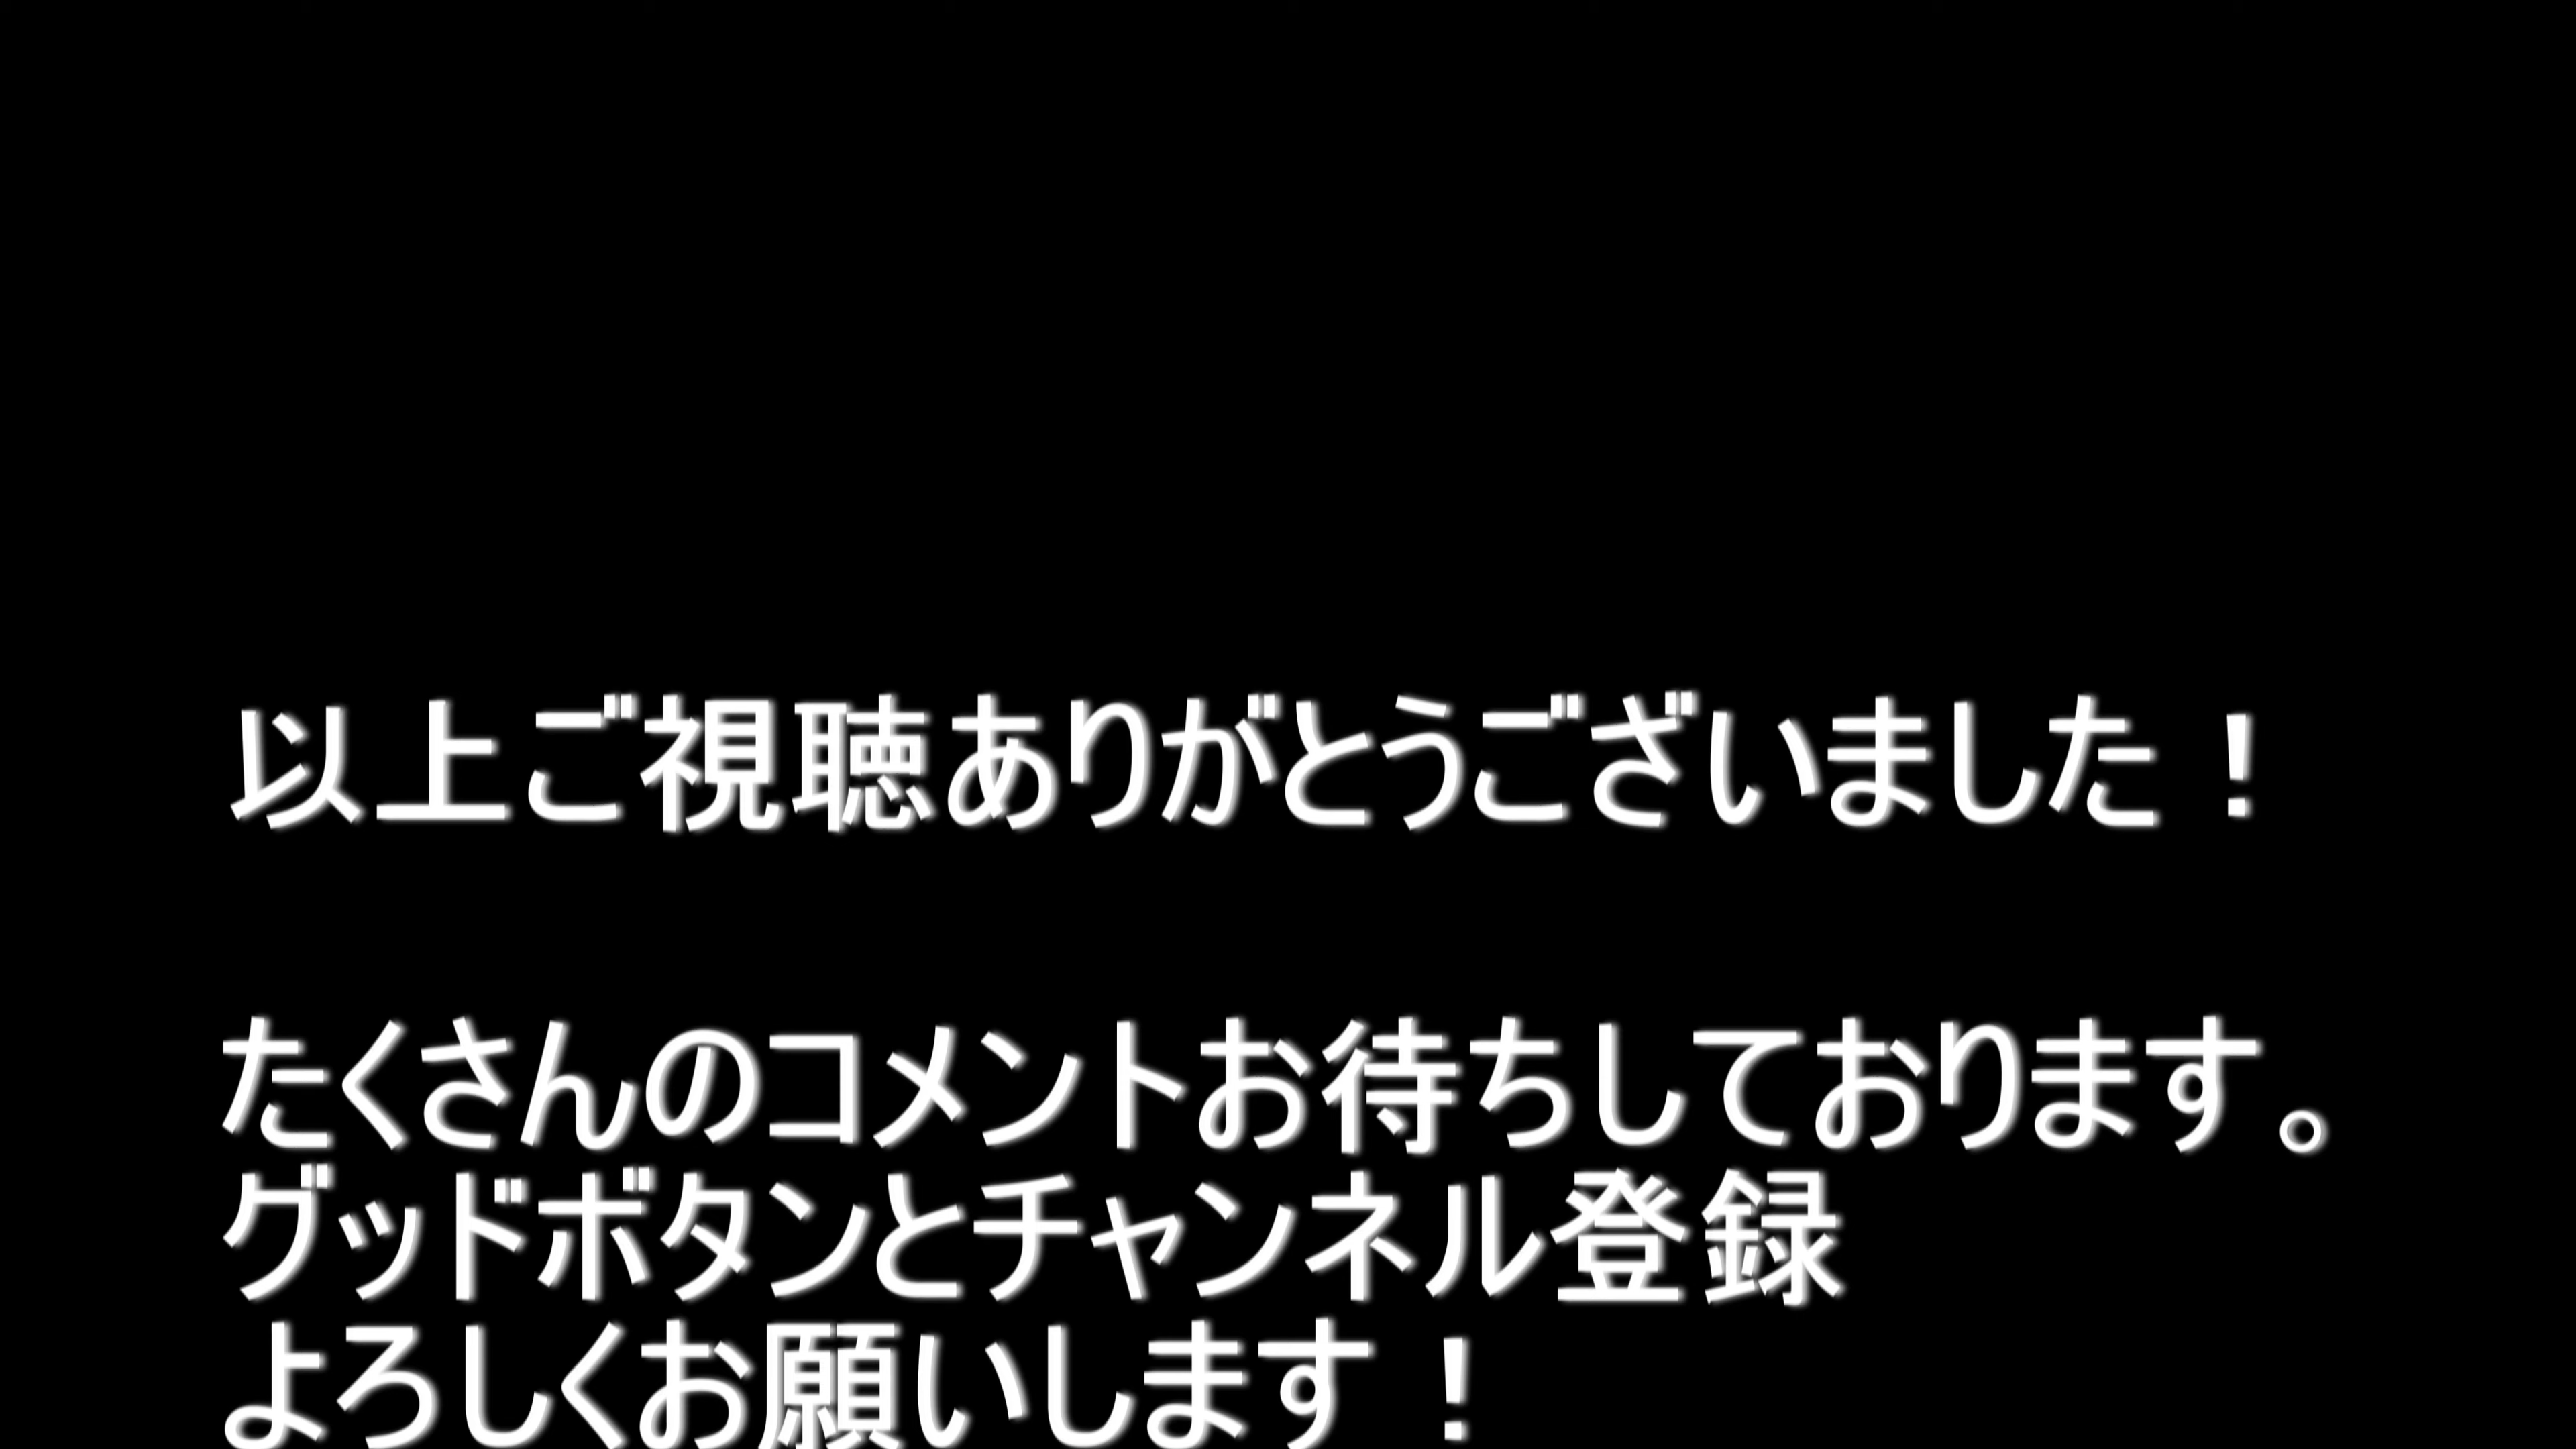 以上ご視聴ありがとうございました！
たくさんのコメントお待ちしております。
グッドボタンとチャンネル登録
よろしくお願いします！